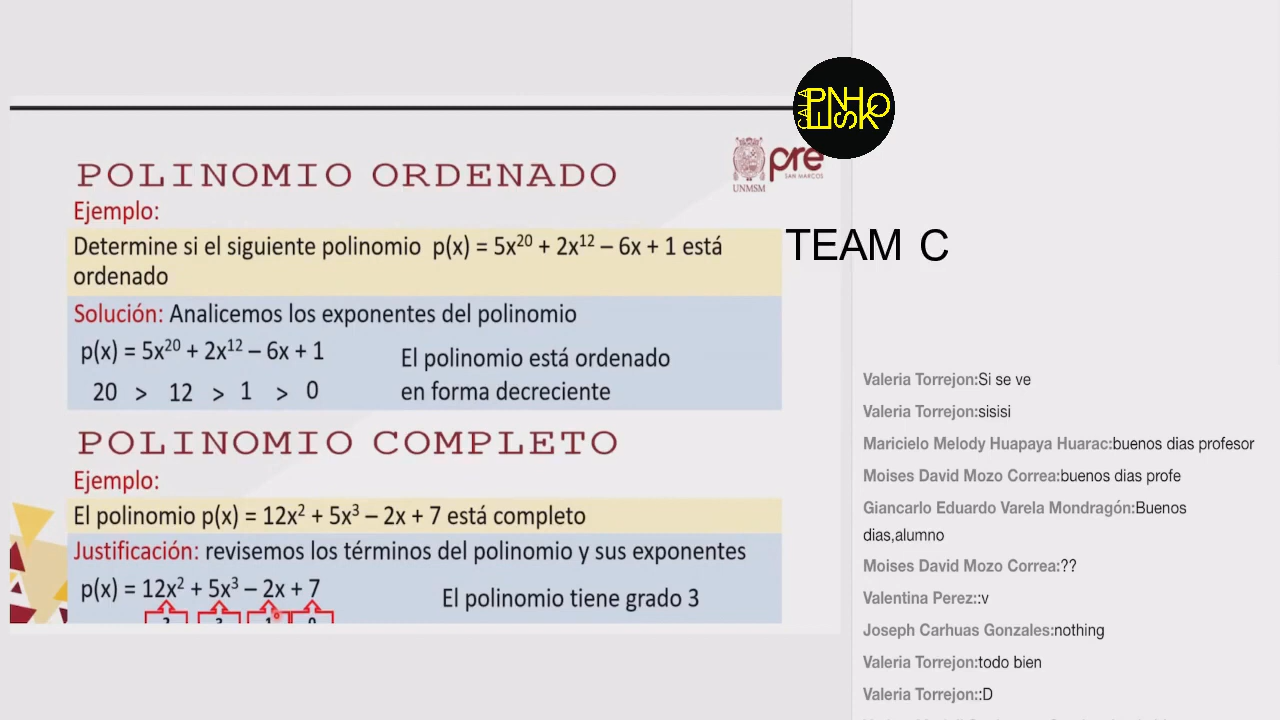 CALA
PENHO
ESK
POLINOMIO ORDENADO
pre
SAN MARCOS
UNMSM
Ejemplo:
Determine si el siguiente polinomio p(x) = 5x²⁰ + 2x¹² – 6x + 1 está
ordenado
TEAM C
Solución: Analicemos los exponentes del polinomio
p(x) = 5x²⁰ + 2x¹² – 6x + 1
20 > 12 > 1 > 0
El polinomio está ordenado
en forma decreciente
POLINOMIO COMPLETO
Ejemplo:
El polinomio p(x) = 12x² + 5x³ – 2x + 7 está completo
Justificación: revisemos los términos del polinomio y sus exponentes
p(x) = 12x² + 5x³ – 2x + 7
El polinomio tiene grado 3
Valeria Torrejon:Si se ve
Valeria Torrejon:sisisi
Maricielo Melody Huapaya Huarac:buenos dias profesor
Moises David Mozo Correa:buenos dias profe
Giancarlo Eduardo Varela Mondragón:Buenos
dias,alumno
Moises David Mozo Correa:??
Valentina Perez::v
Joseph Carhuas Gonzales:nothing
Valeria Torrejon:todo bien
Valeria Torrejon::D